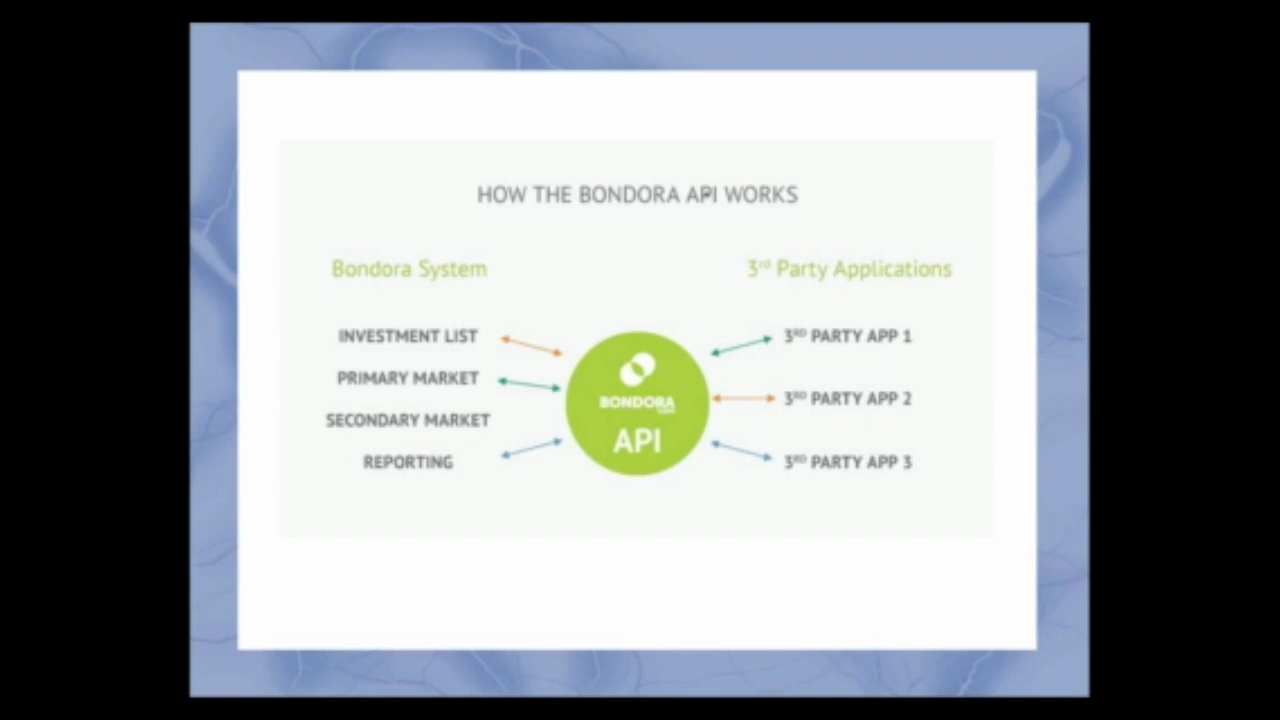 HOW THE BONDORA API WORKS
Bondora System
3rd Party Applications
INVESTMENT LIST
PRIMARY MARKET
SECONDARY MARKET
REPORTING
BONDORA
API
3RD PARTY APP 1
3RD PARTY APP 2
3RD PARTY APP 3